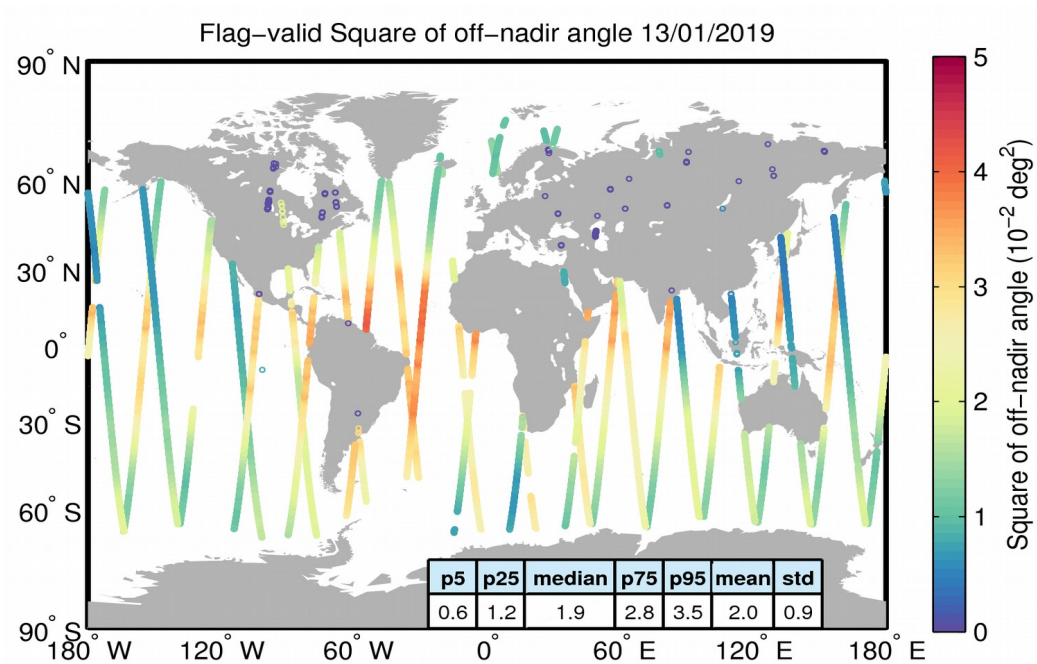 Flag−valid Square of off−nadir angle 13/01/2019
90° N
60° N
30° N
0°
30° S
60° S
90° S
180° W
120° W
60° W
0°
60° E
120° E
180° E
5
4
3
2
1
0
Square of off−nadir angle (10⁻² deg²)
p5 p25 median p75 p95 mean std
0.6 1.2 1.9 2.8 3.5 2.0 0.9